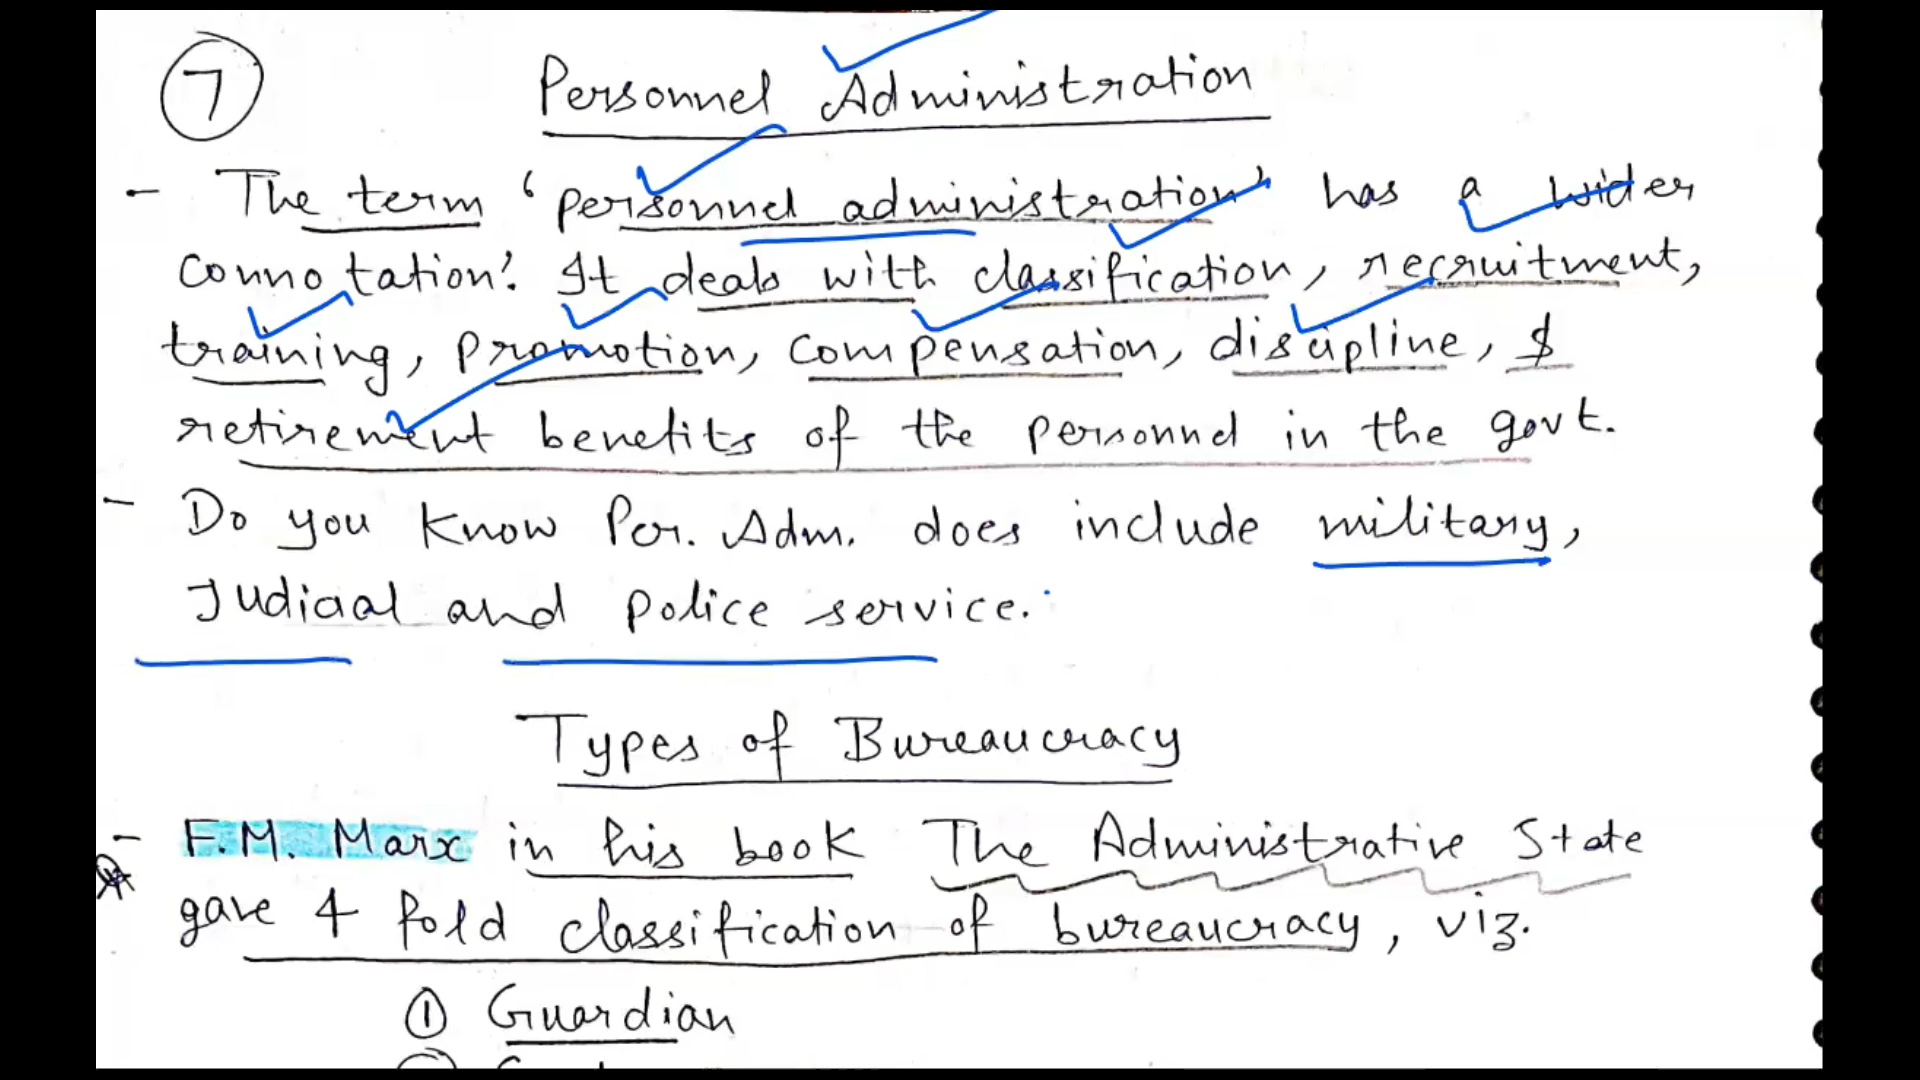 7
Personnel Administration
- The term 'personnel administration' has a wider
connotation. It deals with classification, recruitment,
training, promotion, compensation, discipline, &
retirement benefits of the personnel in the govt.
- Do you know Per. Adm. does include military,
Judicial and police service.
Types of Bureaucracy
- F.M. Marx in his book The Administrative State
gave 4 fold classification of bureaucracy, viz.
① Guardian